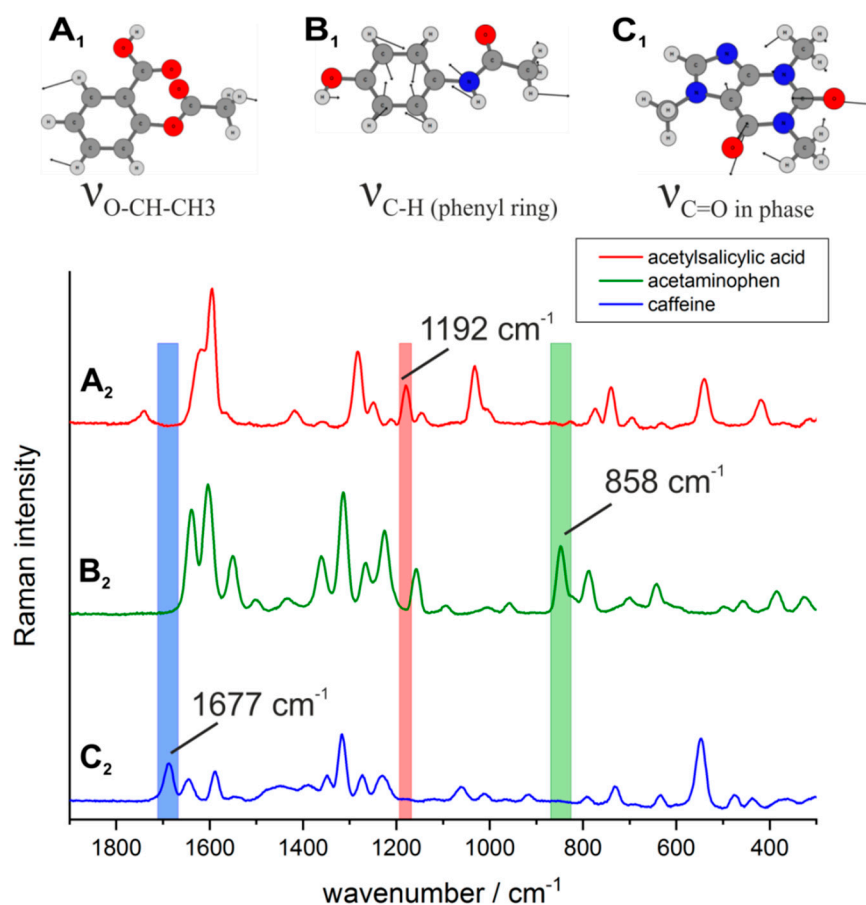 A1
B1
C1
νO-CH-CH3
νC-H (phenyl ring)
νC=O in phase
acetylsalicylic acid
acetaminophen
caffeine
1192 cm-1
A2
858 cm-1
B2
1677 cm-1
C2
Raman intensity
1800 1600 1400 1200 1000 800 600 400
wavenumber / cm-1